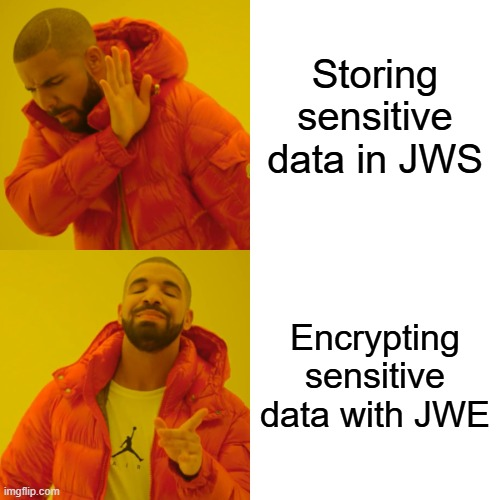 Storing
sensitive
data in JWS
Encrypting
sensitive
data with JWE
imgflip.com